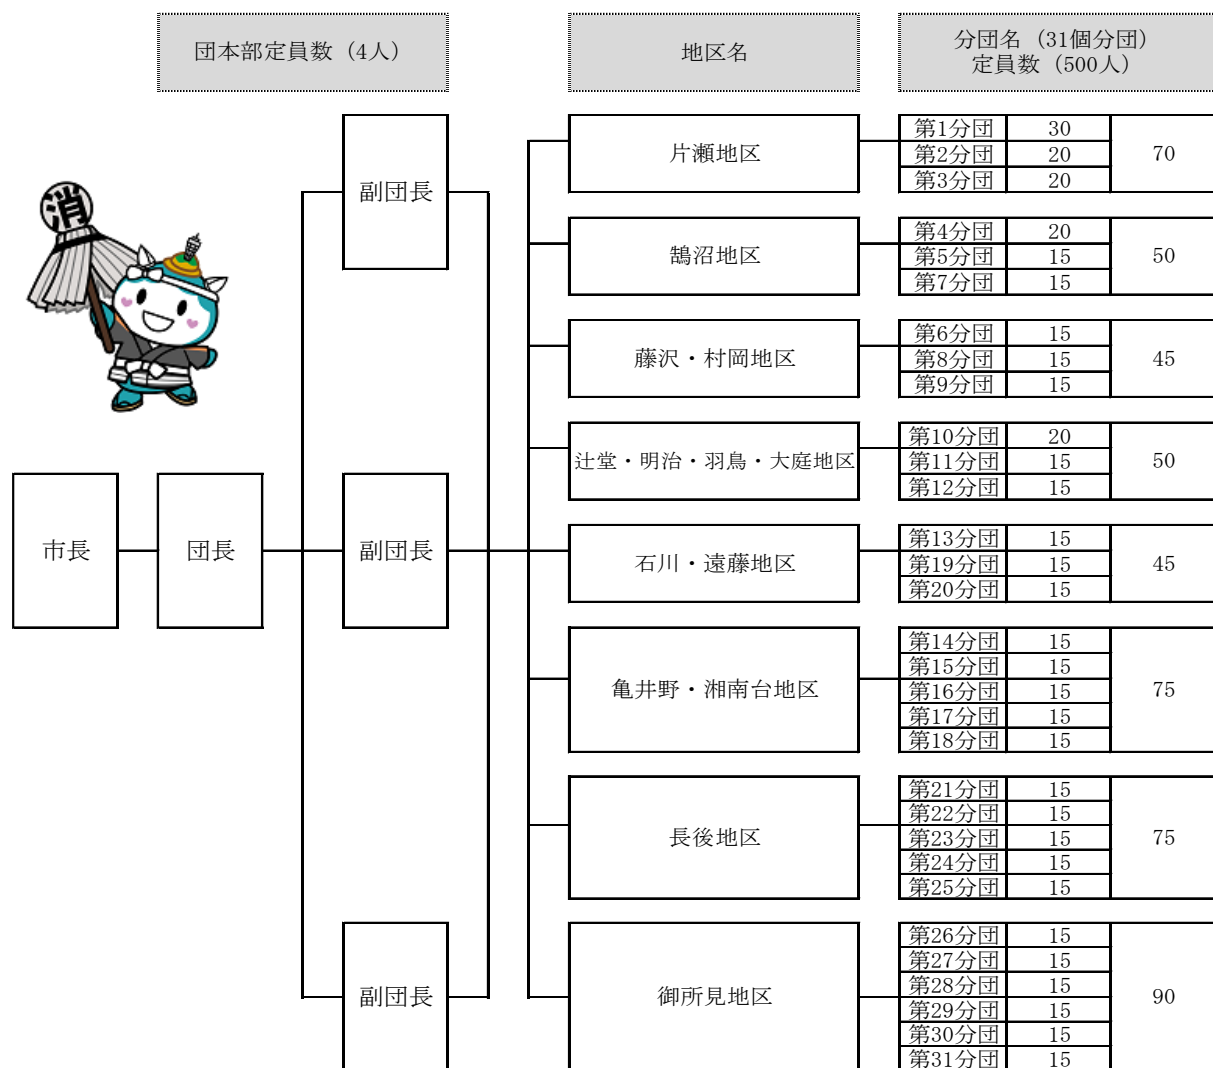 団本部定員数（4人）
地区名
分団名（31個分団）
定員数（500人）
消
市長
団長
副団長
副団長
副団長
片瀬地区
第1分団 30
第2分団 20
第3分団 20
70
鵠沼地区
第4分団 20
第5分団 15
第7分団 15
50
藤沢・村岡地区
第6分団 15
第8分団 15
第9分団 15
45
辻堂・明治・羽鳥・大庭地区
第10分団 20
第11分団 15
第12分団 15
50
石川・遠藤地区
第13分団 15
第19分団 15
第20分団 15
45
亀井野・湘南台地区
第14分団 15
第15分団 15
第16分団 15
第17分団 15
第18分団 15
75
長後地区
第21分団 15
第22分団 15
第23分団 15
第24分団 15
第25分団 15
75
御所見地区
第26分団 15
第27分団 15
第28分団 15
第29分団 15
第30分団 15
第31分団 15
90